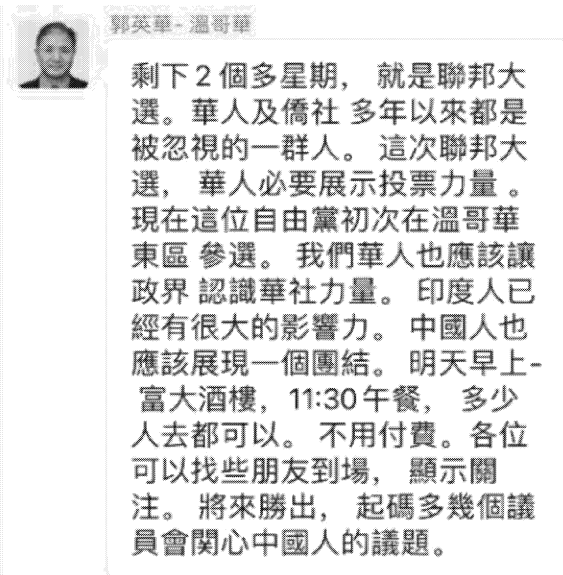 郭英華- 溫哥華
剩下2個多星期， 就是聯邦大
選。華人及僑社 多年以來都是
被忽視的一群人。 這次聯邦大
選， 華人必要展示投票力量 。
現在這位自由黨初次在溫哥華
東區 參選。 我們華人也應該讓
政界 認識華社力量。 印度人已
經有很大的影響力。 中國人也
應該展現一個團結。 明天早上-
富大酒樓，11:30午餐， 多少
人去都可以。 不用付費。各位
可以找些朋友到場， 顯示關
注。 將來勝出， 起碼多幾個議
員會関心中國人的議題。